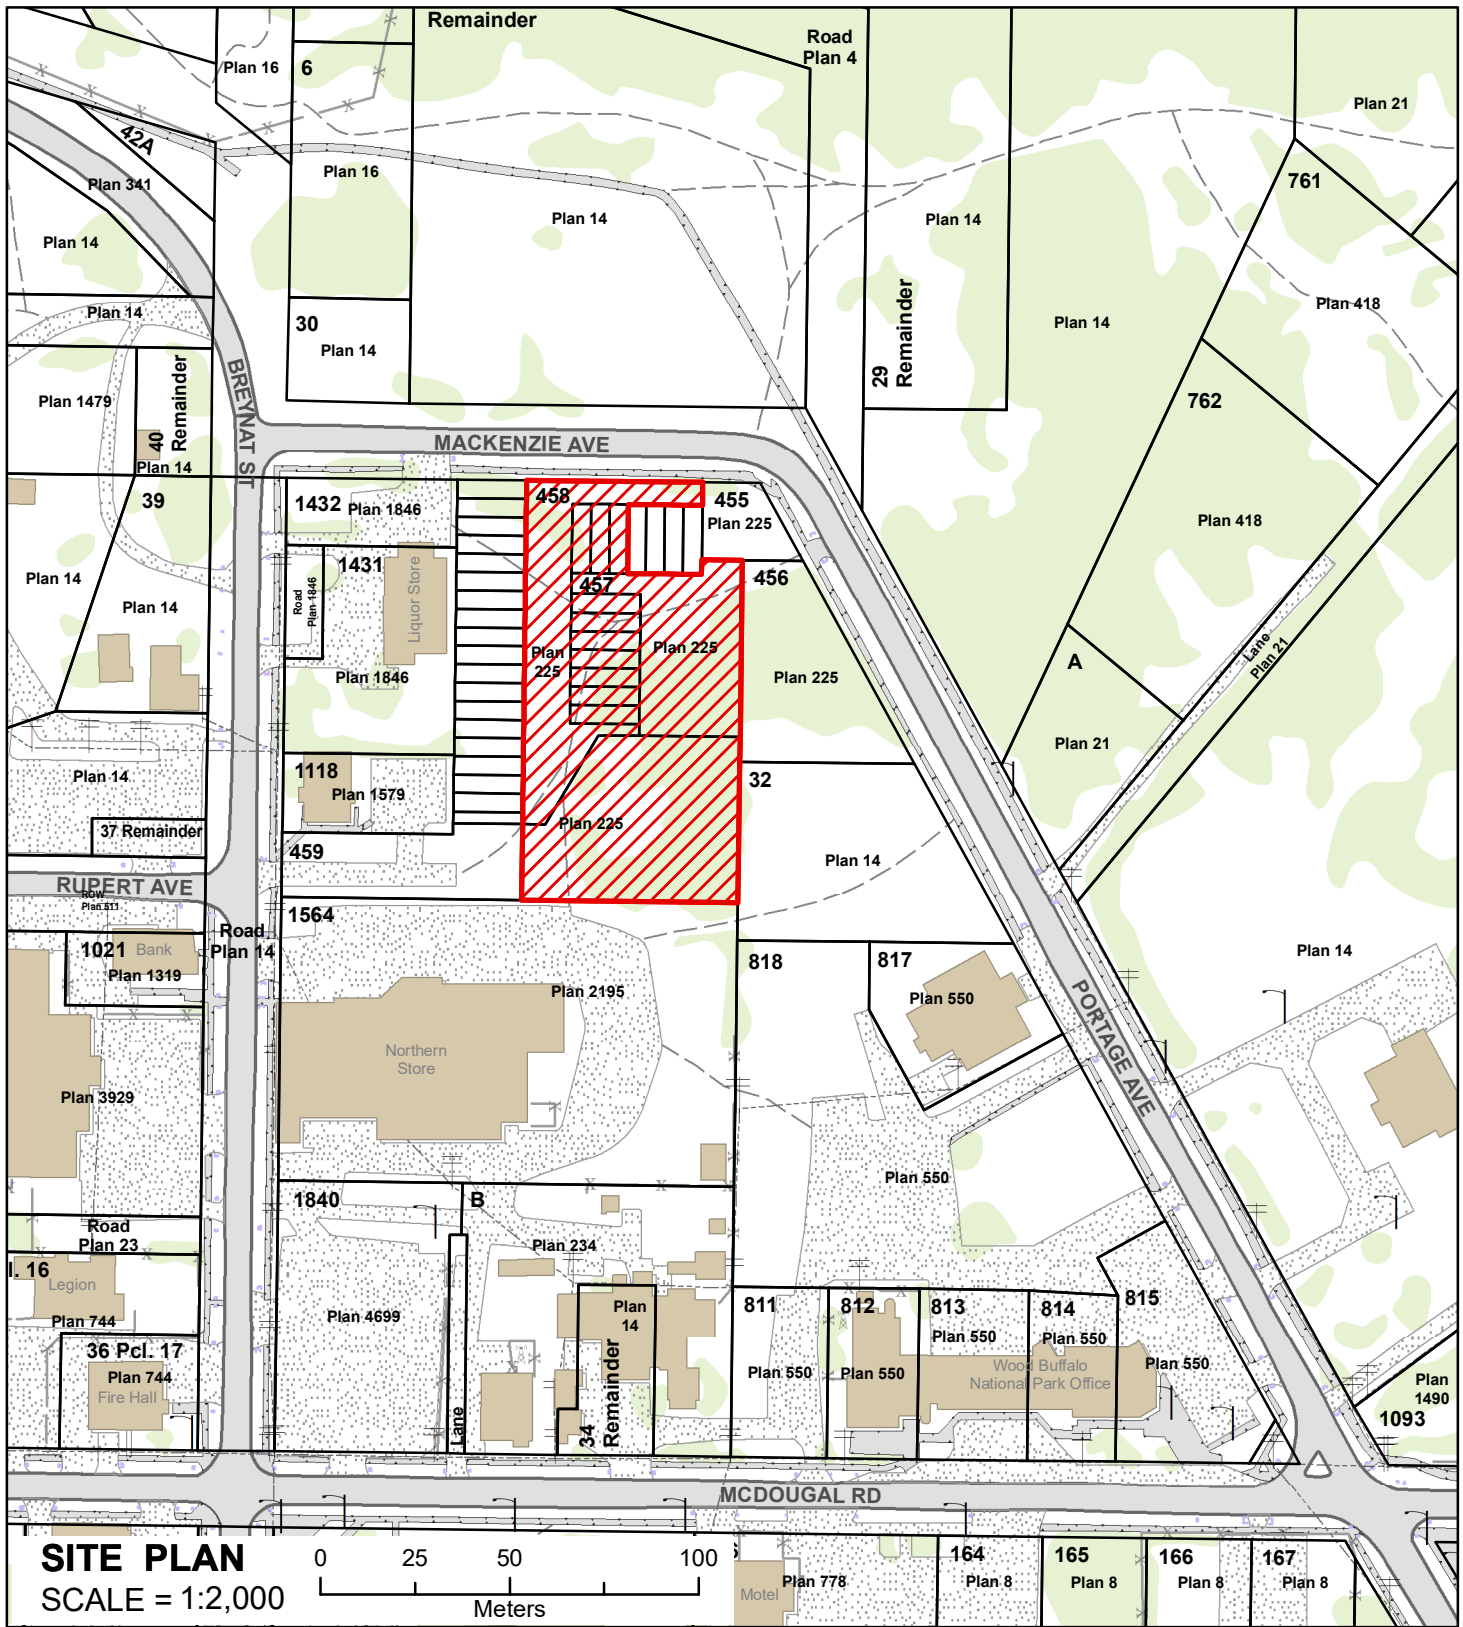 Remainder
Road
Plan 4
Plan 16
6
Plan 21
42A
Plan 341
Plan 16
761
Plan 14
Plan 14
Plan 14
Plan 14
30
Plan 14
29
Remainder
Plan 14
Plan 418
Plan 1479
Remainder
40
Plan 14
BREYNAT ST
762
MACKENZIE AVE
39
1432
Plan 1846
458
455
Plan 225
Plan 418
1431
Road
Plan 1846
Liquor Store
457
456
Plan 14
Plan 14
Plan
225
Plan 225
Plan 225
Lane
Plan 21
A
Plan 1846
Plan 14
1118
Plan 1579
32
Plan 21
37 Remainder
459
Plan 225
Plan 14
RUPERT AVE
ROW
Plan 511
1564
Road
Plan 14
1021
Bank
Plan 1319
818
817
Plan 14
Plan 2195
Plan 550
PORTAGE AVE
Northern
Store
Plan 3929
Plan 550
1840
B
Road
Plan 23
Plan 234
l. 16
Legion
Plan 744
Plan 4699
Plan
14
811
812
813
814
815
Plan 550
Plan 550
36 Pcl. 17
Plan 744
Fire Hall
Lane
34
Remainder
Plan 550
Plan 550
Wood Buffalo
National Park Office
Plan 550
Plan
1490
1093
MCDOUGAL RD
SITE PLAN
SCALE = 1:2,000
0 25 50 100
Meters
Motel
Plan 778
164
Plan 8
165
Plan 8
166
Plan 8
167
Plan 8